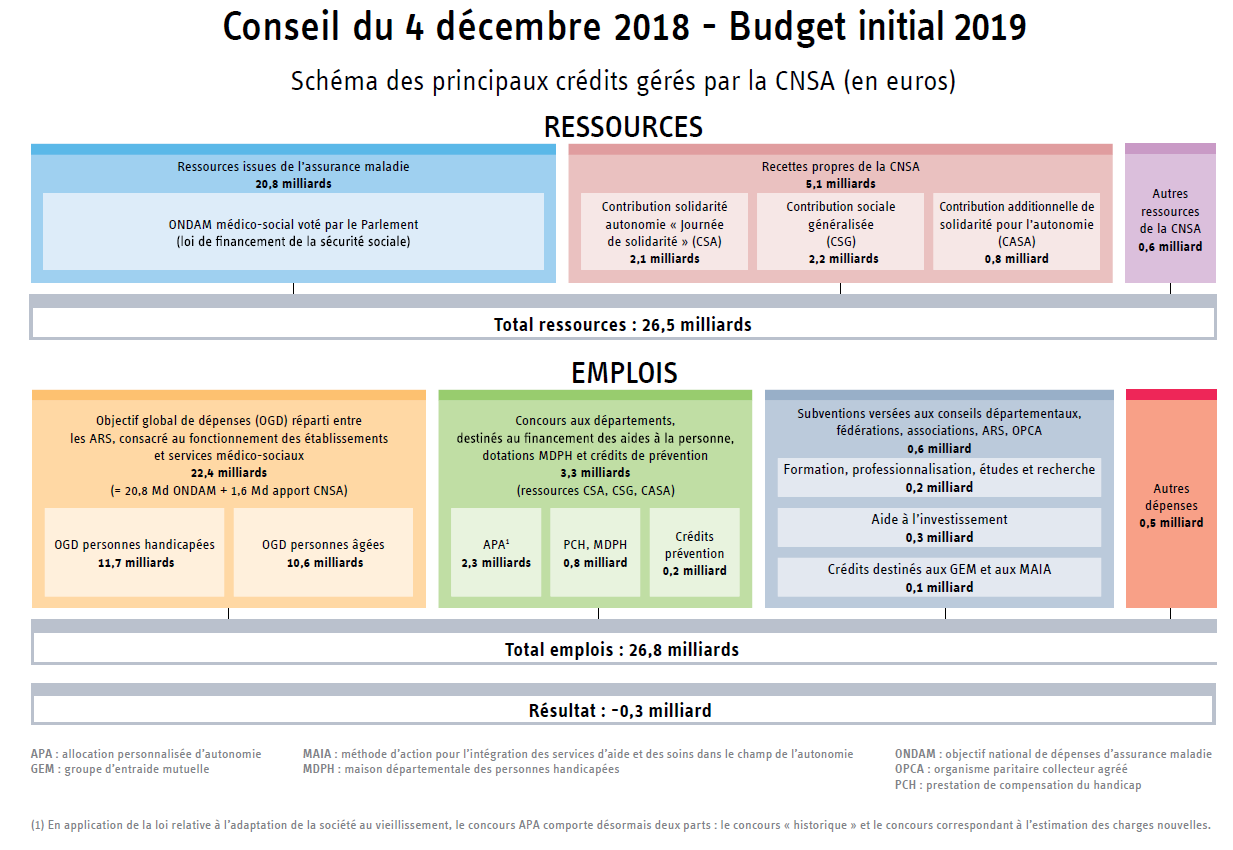 Conseil du 4 décembre 2018 - Budget initial 2019
Schéma des principaux crédits gérés par la CNSA (en euros)
RESSOURCES
Ressources issues de l'assurance maladie
20,8 milliards
ONDAM médico-social voté par le Parlement
(loi de financement de la sécurité sociale)
Recettes propres de la CNSA
5,1 milliards
Contribution solidarité
autonomie « Journée
de solidarité » (CSA)
2,1 milliards
Contribution sociale
généralisée
(CSG)
2,2 milliards
Contribution additionnelle de
solidarité pour l'autonomie
(CASA)
0,8 milliard
Autres
ressources
de la CNSA
0,6 milliard
Total ressources : 26,5 milliards
EMPLOIS
Objectif global de dépenses (OGD) réparti entre
les ARS, consacré au fonctionnement des établissements
et services médico-sociaux
22,4 milliards
(= 20,8 Md ONDAM + 1,6 Md apport CNSA)
OGD personnes handicapées
11,7 milliards
OGD personnes âgées
10,6 milliards
Concours aux départements,
destinés au financement des aides à la personne,
dotations MDPH et crédits de prévention
3,3 milliards
(ressources CSA, CSG, CASA)
APA¹
2,3 milliards
PCH, MDPH
0,8 milliard
Crédits
prévention
0,2 milliard
Subventions versées aux conseils départementaux,
fédérations, associations, ARS, OPCA
0,6 milliard
Formation, professionnalisation, études et recherche
0,2 milliard
Aide à l'investissement
0,3 milliard
Crédits destinés aux GEM et aux MAIA
0,1 milliard
Autres
dépenses
0,5 milliard
Total emplois : 26,8 milliards
Résultat : -0,3 milliard
APA : allocation personnalisée d'autonomie
GEM : groupe d'entraide mutuelle
MAIA : méthode d'action pour l'intégration des services d'aide et des soins dans le champ de l'autonomie
MDPH : maison départementale des personnes handicapées
ONDAM : objectif national de dépenses d'assurance maladie
OPCA : organisme paritaire collecteur agréé
PCH : prestation de compensation du handicap
(1) En application de la loi relative à l'adaptation de la société au vieillissement, le concours APA comporte désormais deux parts : le concours « historique » et le concours correspondant à l'estimation des charges nouvelles.